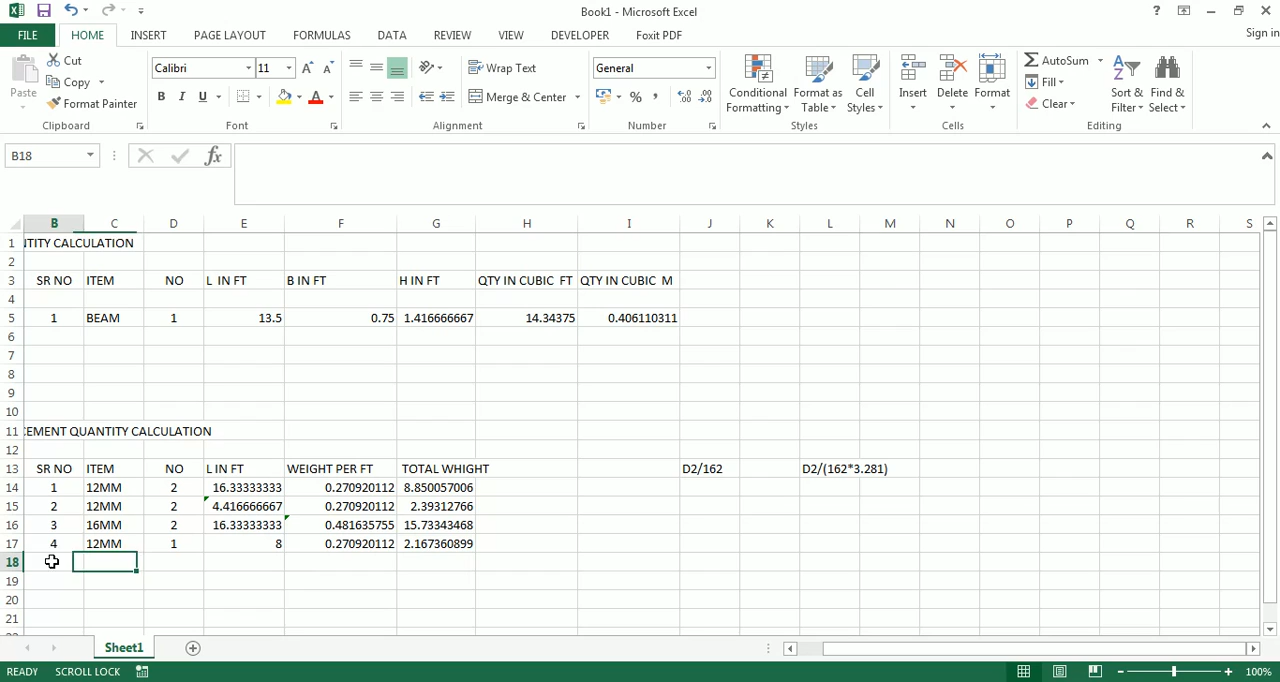 Book1 - Microsoft Excel
?
FILE HOME INSERT PAGE LAYOUT FORMULAS DATA REVIEW VIEW DEVELOPER Foxit PDF Sign in
Cut
Copy
Format Painter
Paste
Clipboard
Calibri 11 A A
B I U A
Font
Wrap Text
Merge & Center
Alignment
General
% , .0 .00 .00 .0
Number
Conditional Formatting
Format as Table
Cell Styles
Styles
Insert Delete Format
Cells
AutoSum
Fill
Clear
Sort & Filter
Find & Select
Editing
B18 fx
B C D E F G H I J K L M N O P Q R S
1 NTITY CALCULATION
2
3 SR NO ITEM NO L IN FT B IN FT H IN FT QTY IN CUBIC FT QTY IN CUBIC M
4
5 1 BEAM 1 13.5 0.75 1.416666667 14.34375 0.406110311
6
7
8
9
10
11 CEMENT QUANTITY CALCULATION
12
13 SR NO ITEM NO L IN FT WEIGHT PER FT TOTAL WHIGHT D2/162 D2/(162*3.281)
14 1 12MM 2 16.33333333 0.270920112 8.850057006
15 2 12MM 2 4.416666667 0.270920112 2.39312766
16 3 16MM 2 16.33333333 0.481635755 15.73343468
17 4 12MM 1 8 0.270920112 2.167360899
18
19
20
21
Sheet1
READY SCROLL LOCK 100%